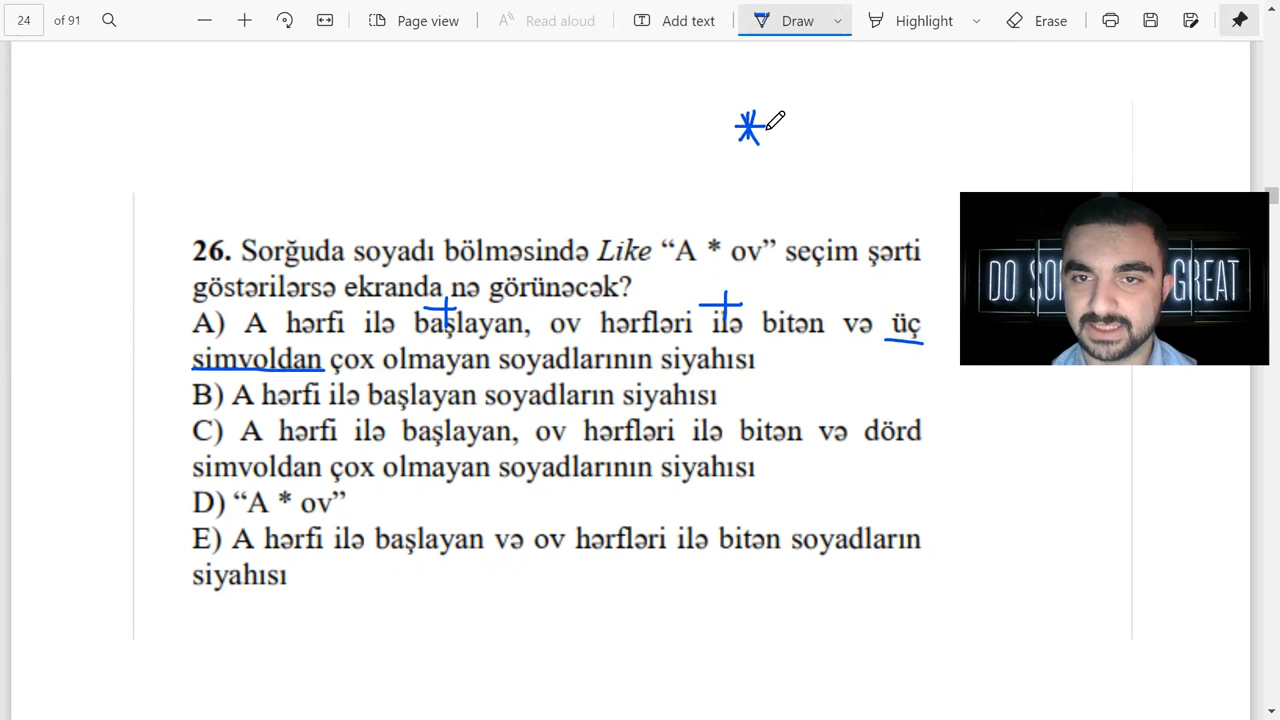 24 of 91 Page view Read aloud Add text Draw Highlight Erase
*
26. Sorğuda soyadı bölməsində Like “A * ov” seçim şərti
göstərilərsə ekranda nə görünəcək?
A) A hərfi ilə başlayan, ov hərfləri ilə bitən və üç
simvoldan çox olmayan soyadlarının siyahısı
B) A hərfi ilə başlayan soyadların siyahısı
C) A hərfi ilə başlayan, ov hərfləri ilə bitən və dörd
simvoldan çox olmayan soyadlarının siyahısı
D) “A * ov”
E) A hərfi ilə başlayan və ov hərfləri ilə bitən soyadların
siyahısı
DO SO GREAT